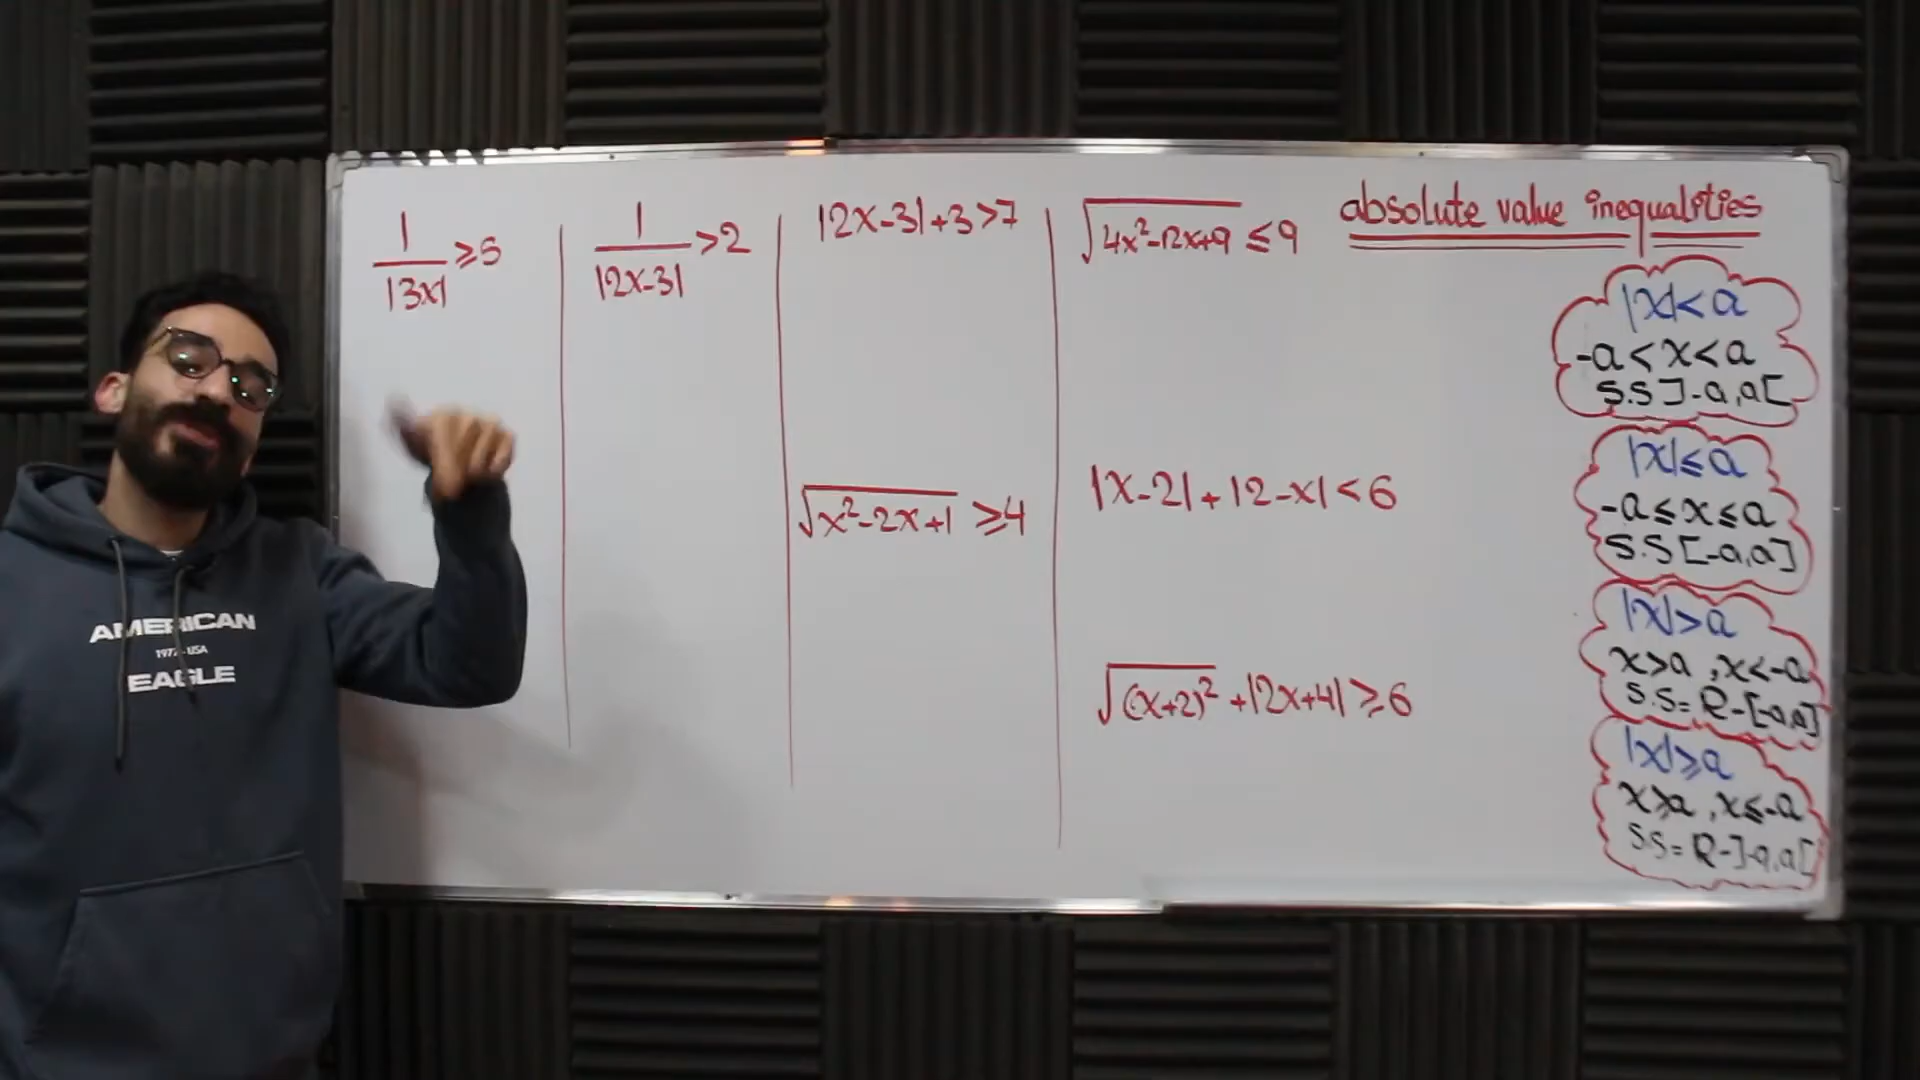 absolute value inequalities
1/|3x| ≥ 5
1/|2x-3| > 2
|2x-3|+3>7
√(x²-2x+1) ≥4
√(4x²-12x+9) ≤ 9
|x-2|+|2-x|<6
√((x+2)²) +|2x+4| ≥ 6
|x|<a
-a<x<a
S.S ]-a,a[
|x|≤a
-a≤x≤a
S.S [-a,a]
|x|>a
x>a ,x<-a
S.S= R-[-a,a]
|x|≥a
x≥a ,x≤-a
S.S= R-]-a,a[
AMERICAN
1977-USA
EAGLE